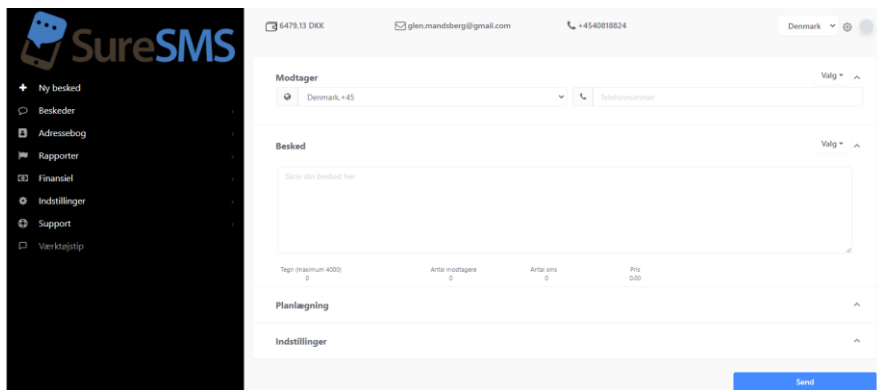 SureSMS
6479,13 DKK
glen.mandsberg@gmail.com
+4540818824
Denmark
Ny besked
Beskeder
Adressebog
Rapporter
Finansiel
Indstillinger
Support
Værktøjstip
Modtager
Valg
Denmark,+45
Telefonnummer
Besked
Valg
Skriv din besked her
Tegn (maximum 4000)
Antal modtagere
Antal sms
Pris
0
0
0
0.00
Planlægning
Indstillinger
Send